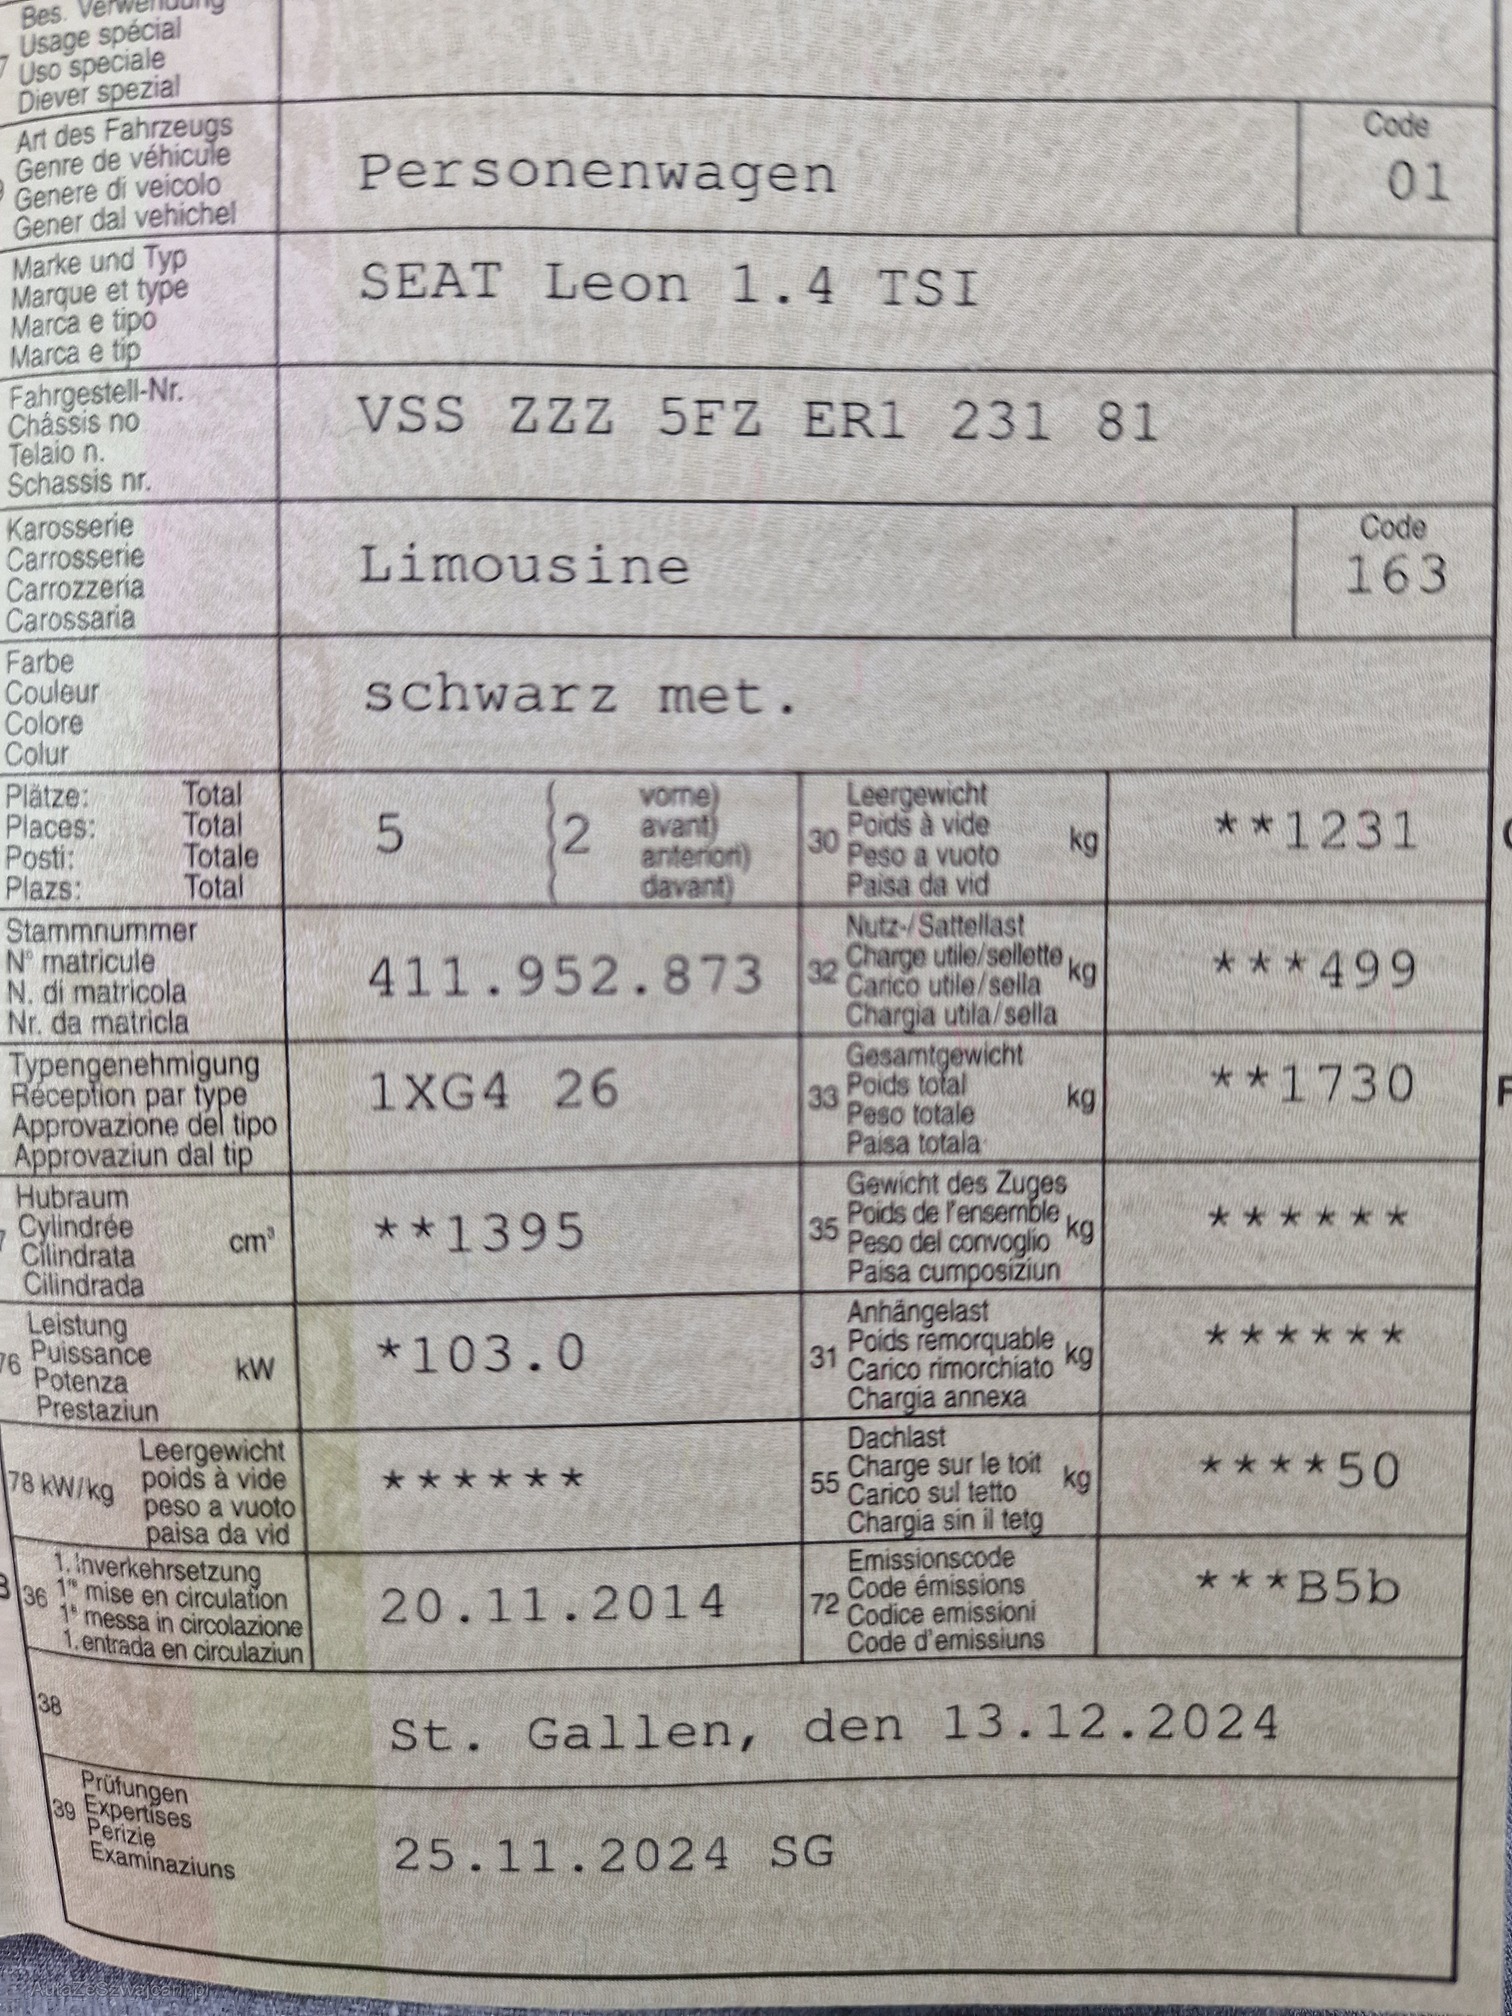 Bes. Verwendung
Usage spécial
7 Uso speciale
Diever spezial
Art des Fahrzeugs
Genre de véhicule
Genere di veicolo
Gener dal vehichel
Personenwagen
Code
01
Marke und Typ
Marque et type
Marca e tipo
Marca e tip
SEAT Leon 1.4 TSI
Fahrgestell-Nr.
Châssis no
Telaio n.
Schassis nr.
VSS ZZZ 5FZ ER1 231 81
Karosserie
Carrosserie
Carrozzeria
Carossaria
Limousine
Code
163
Farbe
Couleur
Colore
Colur
schwarz met.
Plätze: Total
Places: Total
Posti: Totale
Plazs: Total
5 (2
vorne)
avant)
anteriori)
davant)
Leergewicht
30 Poids à vide kg
Peso a vuoto
Paisa da vid
**1231
Stammnummer
N° matricule
N. di matricola
Nr. da matricla
411.952.873
Nutz-/Sattellast
32 Charge utile/sellette kg
Carico utile/sella
Chargia utila/sella
***499
Typengenehmigung
Réception par type
Approvazione del tipo
Approvaziun dal tip
1XG4 26
Gesamtgewicht
33 Poids total kg
Peso totale
Paisa totala
**1730
Hubraum
Cylindrée
Cilindrata cm³
Cilindrada
**1395
Gewicht des Zuges
35 Poids de l'ensemble kg
Peso del convoglio
Paisa cumposiziun
******
Leistung
76 Puissance kW
Potenza
Prestaziun
*103.0
Anhängelast
31 Poids remorquable kg
Carico rimorchiato
Chargia annexa
******
Leergewicht
78 kW/kg poids à vide
peso a vuoto
paisa da vid
******
Dachlast
55 Charge sur le toit kg
Carico sul tetto
Chargia sin il tetg
****50
1. Inverkehrsetzung
36 1re mise en circulation
1a messa in circolazione
1. entrada en circulaziun
20.11.2014
Emissionscode
72 Code émissions
Codice emissioni
Code d'emissiuns
***B5b
38
St. Gallen, den 13.12.2024
Prüfungen
39 Expertises
Perizie
Examinaziuns
25.11.2024 SG
AutaZeSzwajcarii.pl